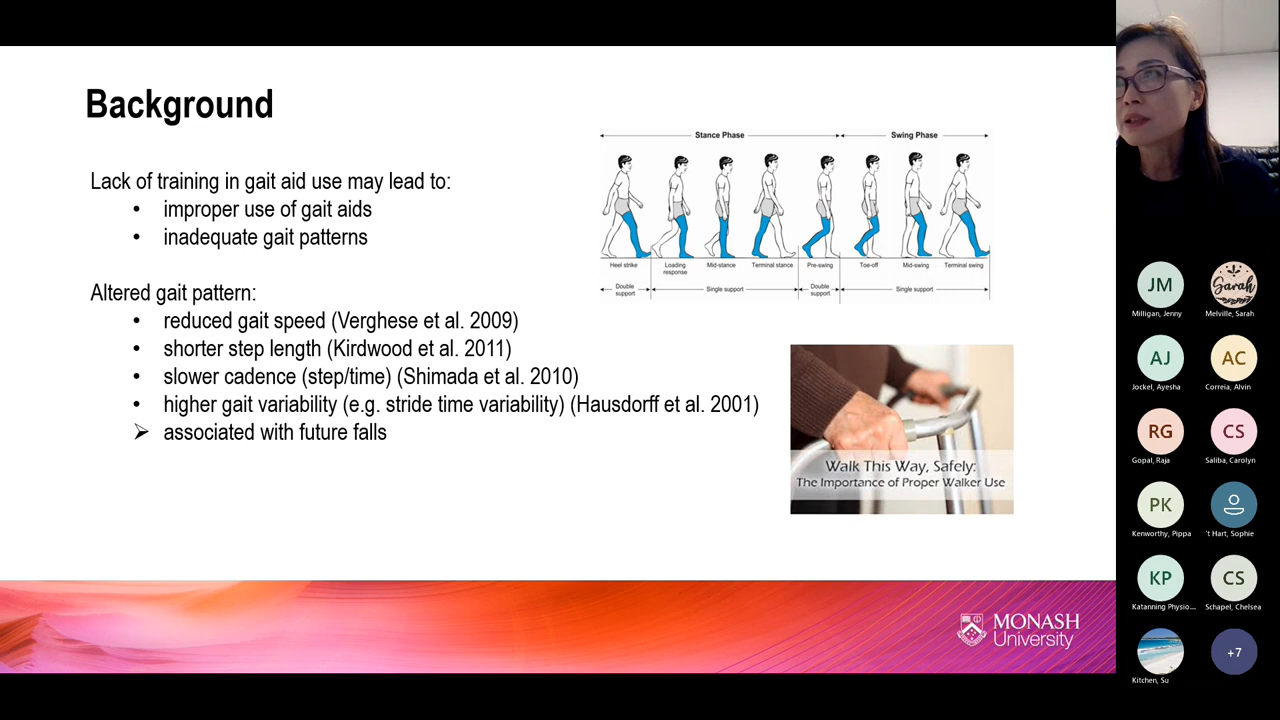 Background
Lack of training in gait aid use may lead to:
• improper use of gait aids
• inadequate gait patterns
Altered gait pattern:
• reduced gait speed (Verghese et al. 2009)
• shorter step length (Kirdwood et al. 2011)
• slower cadence (step/time) (Shimada et al. 2010)
• higher gait variability (e.g. stride time variability) (Hausdorff et al. 2001)
➢ associated with future falls
Stance Phase
Swing Phase
Heel strike
Loading
response
Mid-stance
Terminal stance
Pre-swing
Toe-off
Mid-swing
Terminal swing
Double
support
Single support
Double
support
Single support
Walk This Way, Safely:
The Importance of Proper Walker Use
MONASH
University
JM
Milligan, Jenny
Sarah
Melville, Sarah
AJ
Jockel, Ayesha
AC
Correia, Alvin
RG
Gopal, Raja
CS
Saliba, Carolyn
PK
Kenworthy, Pippa
't Hart, Sophie
KP
Katanning Physio...
CS
Schapel, Chelsea
Kitchen, Su
+7